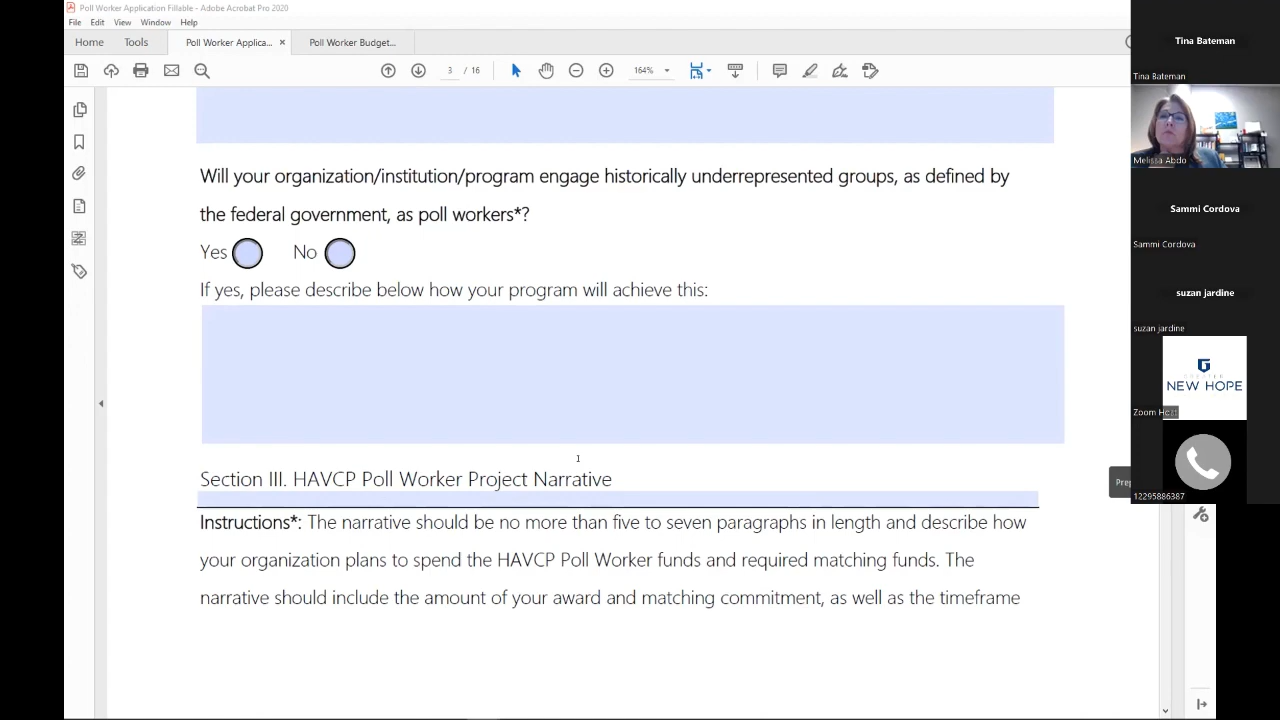 Poll Worker Application Fillable - Adobe Acrobat Pro 2020
File Edit View Window Help
Home Tools Poll Worker Applica... × Poll Worker Budget...
3 / 16 164%
Will your organization/institution/program engage historically underrepresented groups, as defined by
the federal government, as poll workers*?
Yes No
If yes, please describe below how your program will achieve this:
Section III. HAVCP Poll Worker Project Narrative
Instructions*: The narrative should be no more than five to seven paragraphs in length and describe how
your organization plans to spend the HAVCP Poll Worker funds and required matching funds. The
narrative should include the amount of your award and matching commitment, as well as the timeframe
Tina Bateman
Tina Bateman
Melissa Abdo
Sammi Cordova
Sammi Cordova
suzan jardine
suzan jardine
NEW HOPE
Zoom
12295886387